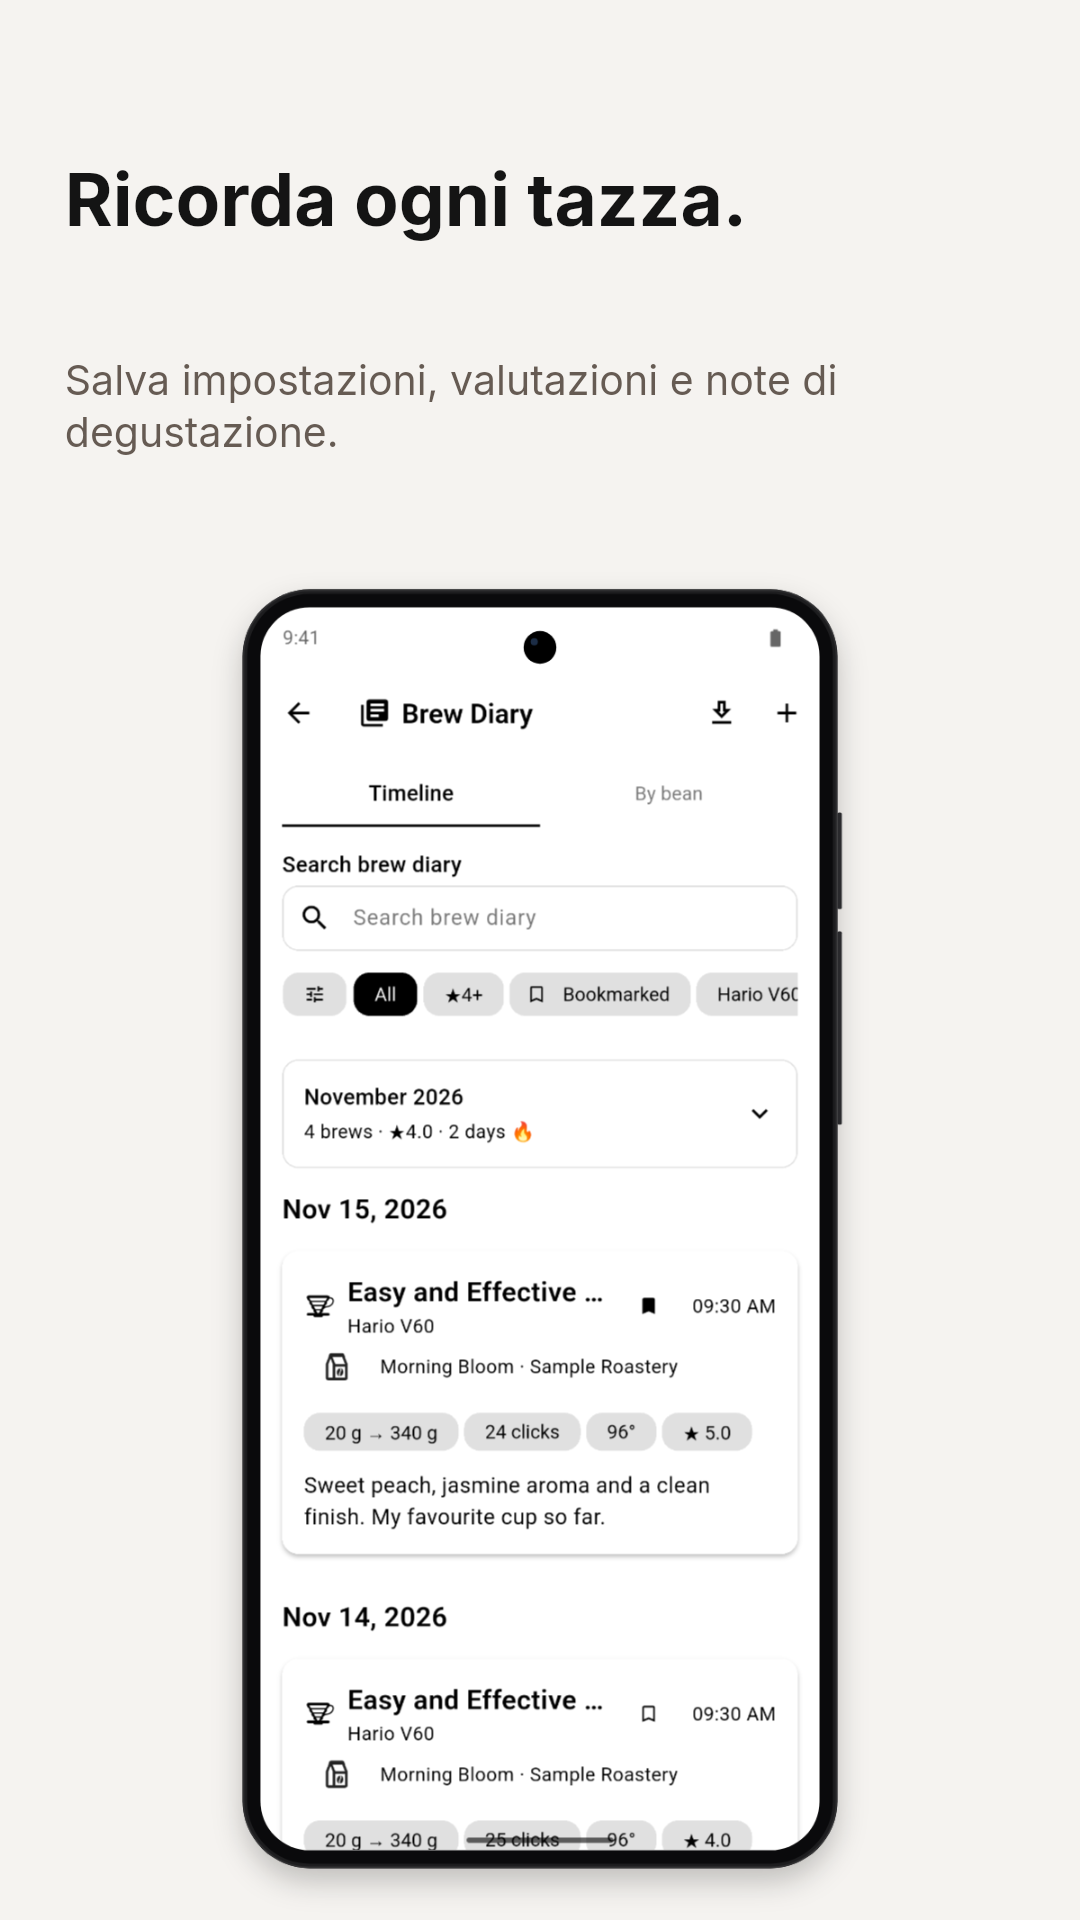 Ricorda ogni tazza.
Salva impostazioni, valutazioni e note di
degustazione.
9:41
Brew Diary
Timeline By bean
Search brew diary
Search brew diary
All ★4+ Bookmarked Hario V60
November 2026
4 brews · ★4.0 · 2 days 🔥
Nov 15, 2026
Easy and Effective ...
09:30 AM
Hario V60
Morning Bloom · Sample Roastery
20 g → 340 g 24 clicks 96° ★ 5.0
Sweet peach, jasmine aroma and a clean
finish. My favourite cup so far.
Nov 14, 2026
Easy and Effective ...
09:30 AM
Hario V60
Morning Bloom · Sample Roastery
20 g → 340 g 25 clicks 96° ★ 4.0